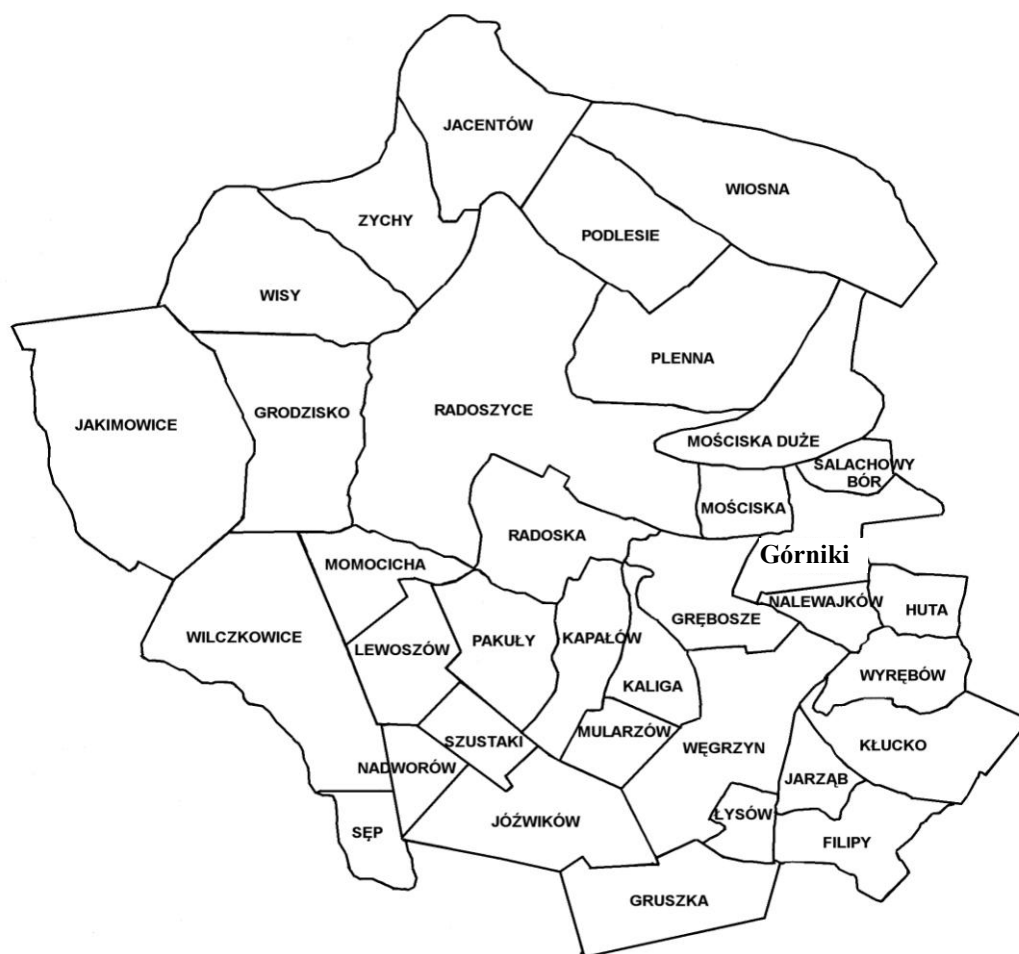 JACENTÓW
WIOSNA
ZYCHY
PODLESIE
WISY
PLENNA
GRODZISKO
RADOSZYCE
JAKIMOWICE
MOŚCISKA DUŻE
SALACHOWY
BÓR
MOŚCISKA
RADOSKA
Górniki
MOMOCICHA
NALEWAJKÓW
HUTA
GRĘBOSZE
WILCZKOWICE
LEWOSZÓW
PAKUŁY
KAPAŁÓW
WYRĘBÓW
KALIGA
MULARZÓW
SZUSTAKI
WĘGRZYN
KŁUCKO
NADWORÓW
JARZĄB
ŁYSÓW
JÓŹWIKÓW
SĘP
FILIPY
GRUSZKA